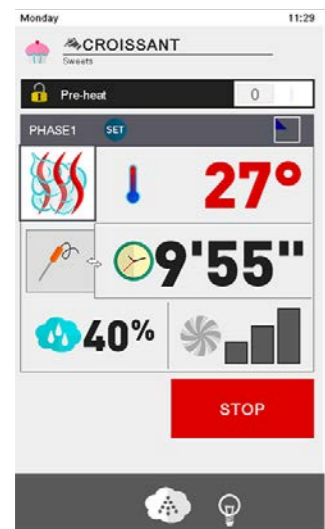 Monday 11:29
CROISSANT
Sweets
Pre-heat 0
PHASE1 SET
27°
9'55"
40%
STOP